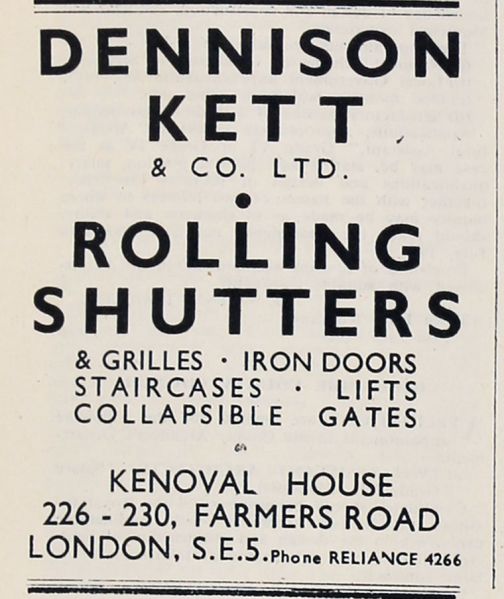 DENNISON
KETT
& CO. LTD.
•
ROLLING
SHUTTERS
& GRILLES · IRON DOORS
STAIRCASES · LIFTS
COLLAPSIBLE GATES
KENOVAL HOUSE
226 - 230, FARMERS ROAD
LONDON, S.E.5. Phone RELIANCE 4266